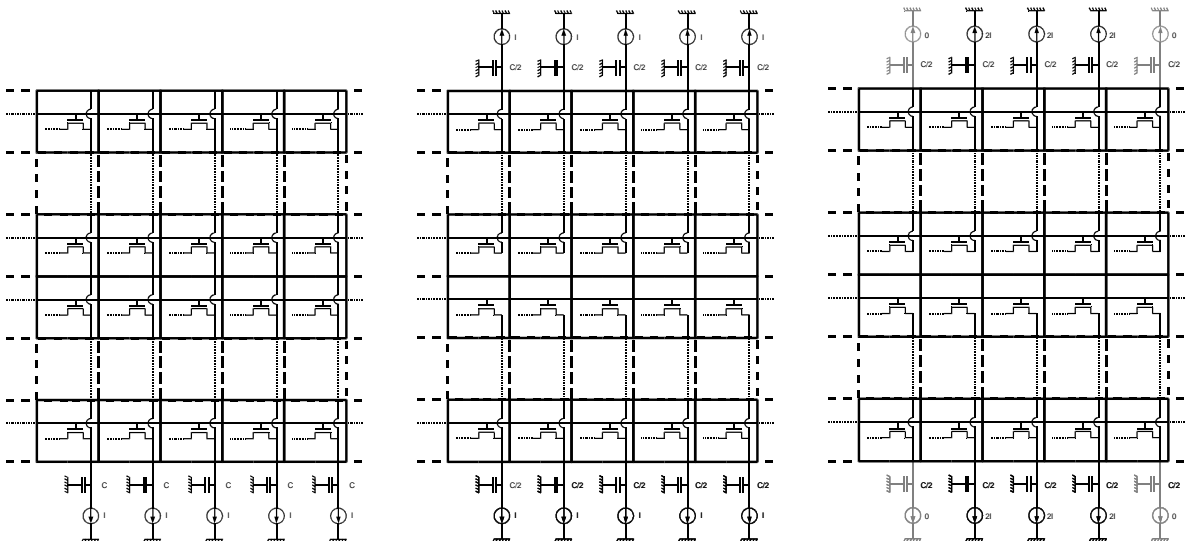 I I I I I 0 2I 2I 2I 0
C/2 C/2 C/2 C/2 C/2 C/2 C/2 C/2 C/2 C/2
C C C C C C/2 C/2 C/2 C/2 C/2 C/2 C/2 C/2 C/2 C/2
I I I I I I I I I I 0 2I 2I 2I 0